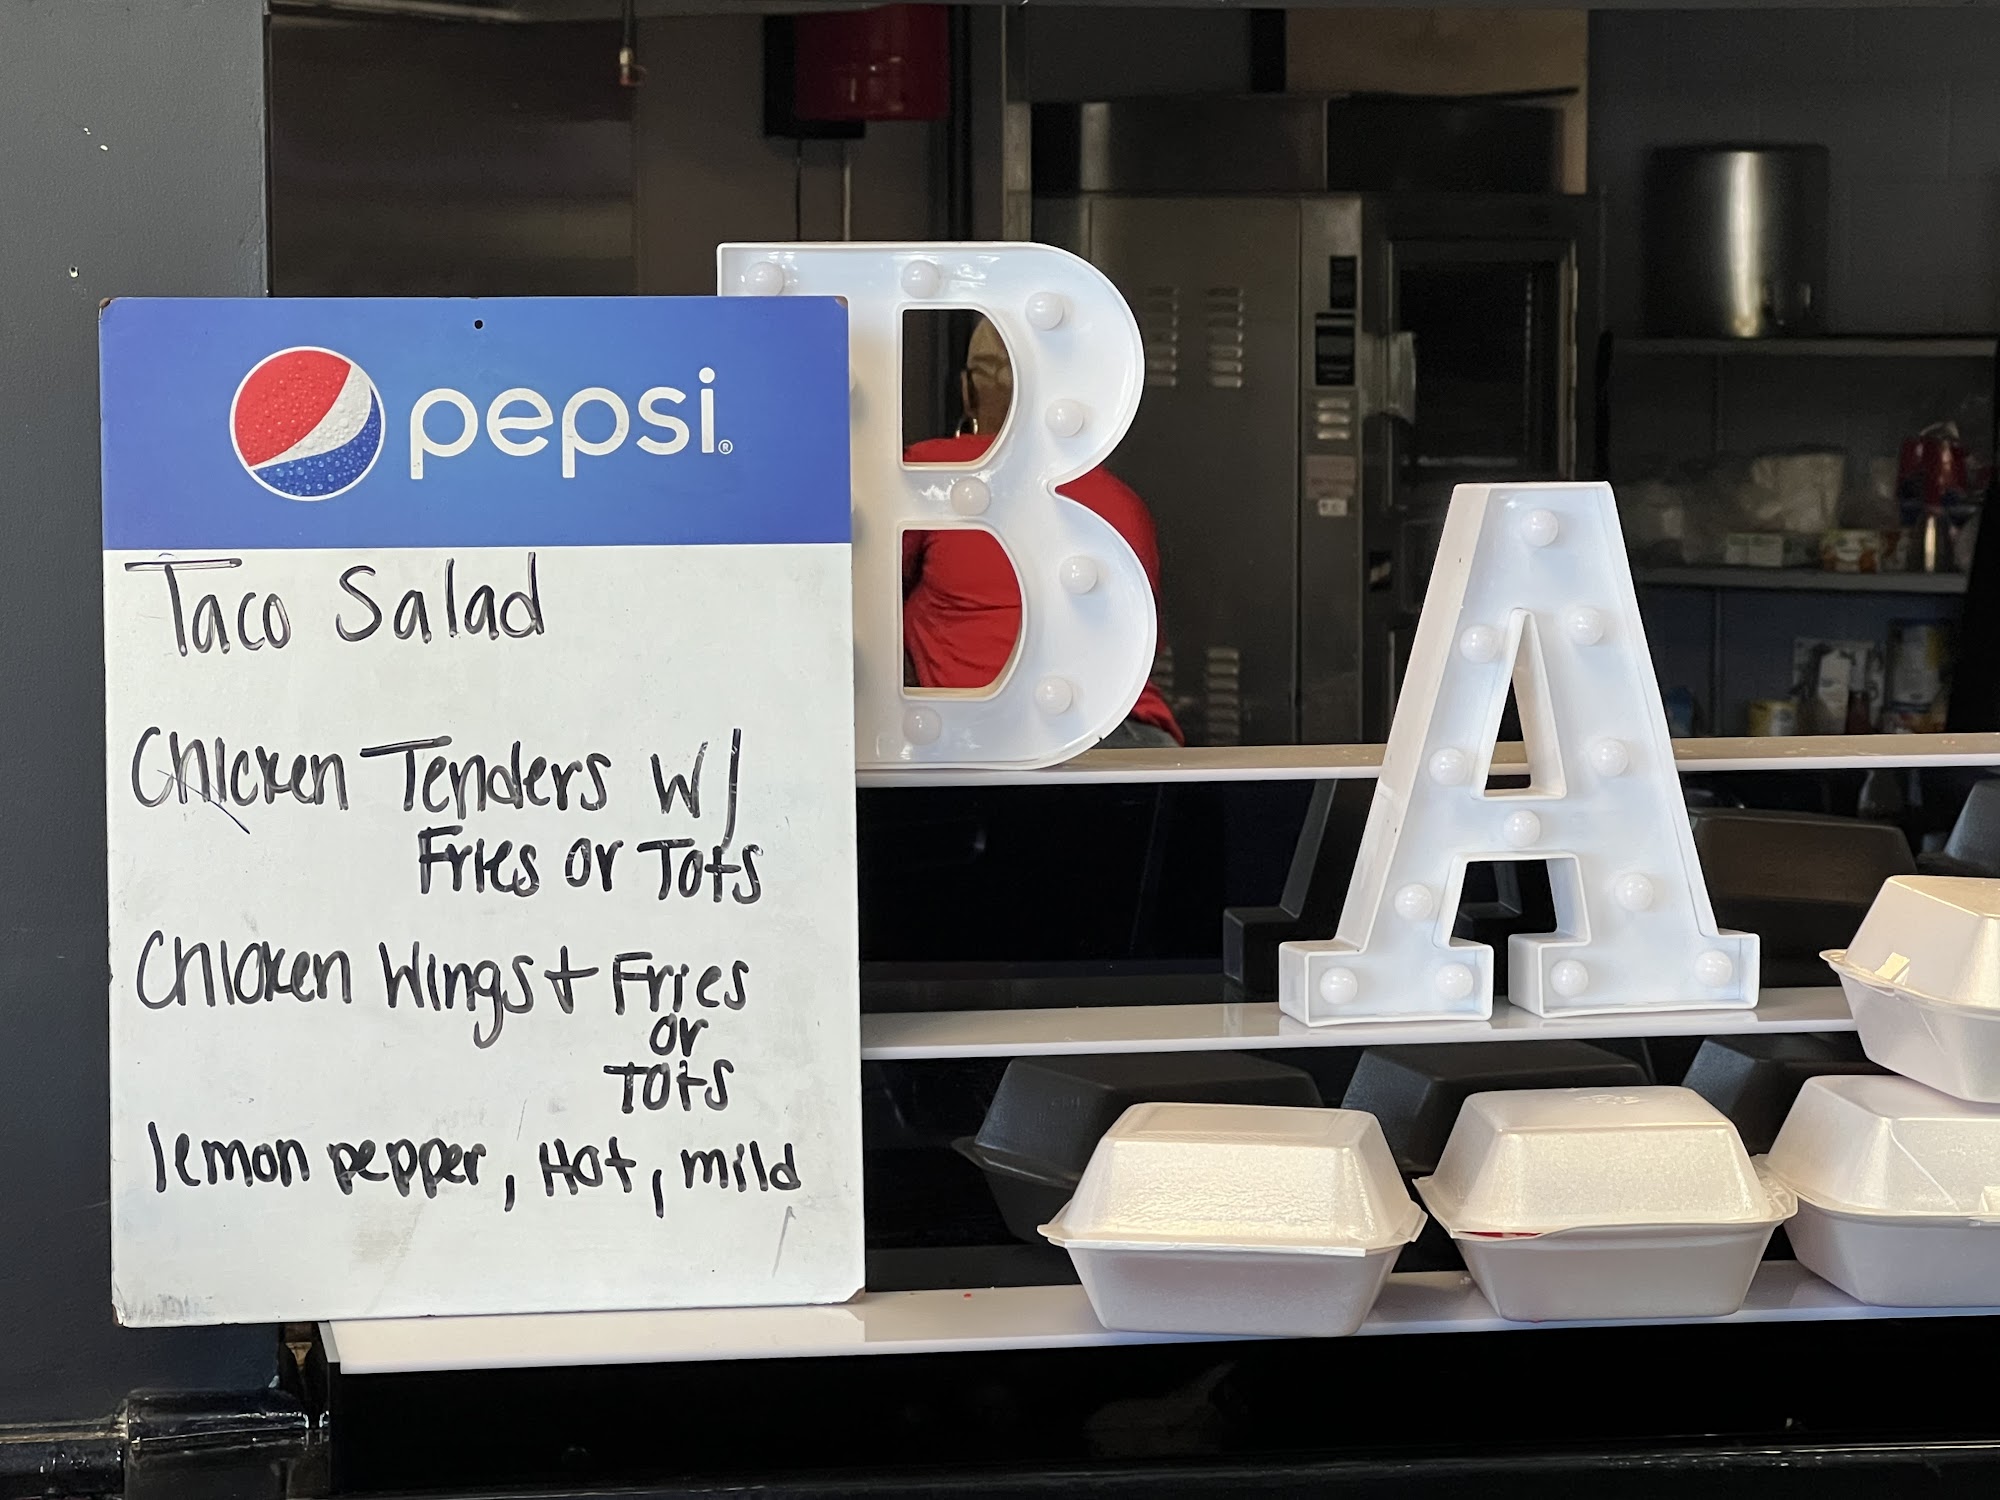 pepsi®
Taco Salad
Chicken Tenders w/
Fries or Tots
Chicken Wings + Fries
or
Tots
lemon pepper, Hot, mild
B
A